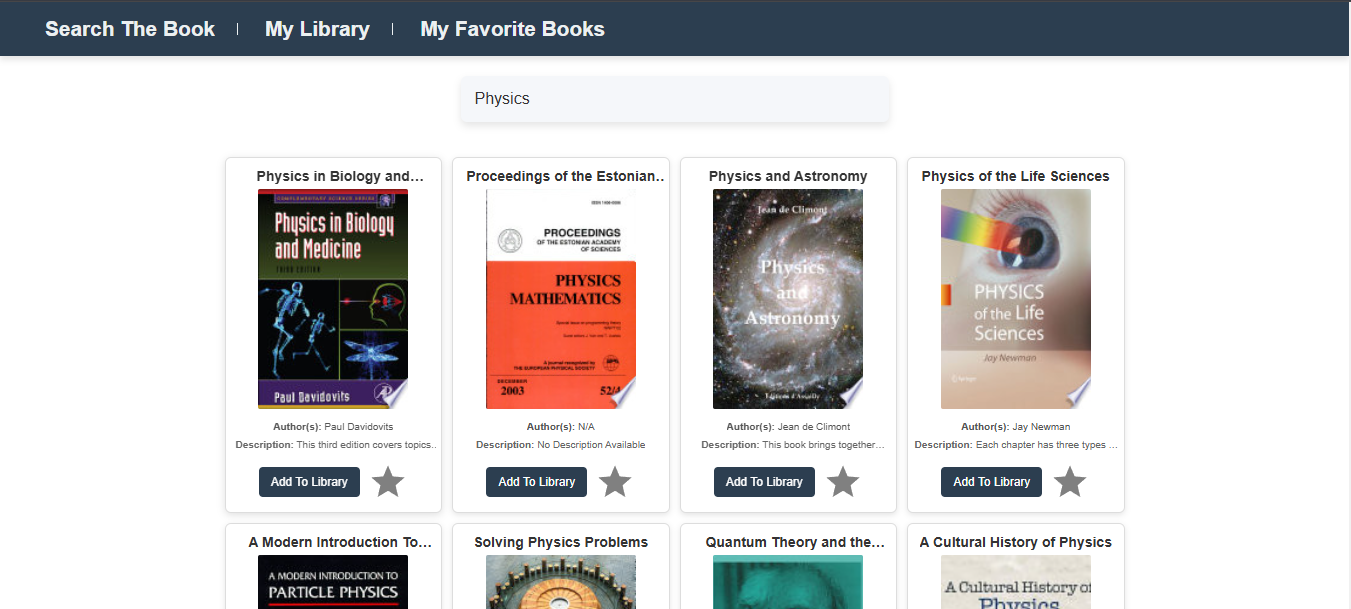 Search The Book
My Library
My Favorite Books
Physics
Physics in Biology and…
COMPLEMENTARY SCIENCE SERIES
Physics in Biology
and Medicine
THIRD EDITION
Paul Davidovits
Author(s): Paul Davidovits
Description: This third edition covers topics..
Add To Library
Proceedings of the Estonian..
PROCEEDINGS
OF THE ESTONIAN ACADEMY
OF SCIENCES
PHYSICS
MATHEMATICS
A journal recognized by
THE EUROPEAN PHYSICAL SOCIETY
DECEMBER
2003
52/4
Author(s): N/A
Description: No Description Available
Add To Library
Physics and Astronomy
Jean de Climont
Physics
and
Astronomy
Author(s): Jean de Climont
Description: This book brings together…
Add To Library
Physics of the Life Sciences
PHYSICS
of the Life
Sciences
Jay Newman
Springer
Author(s): Jay Newman
Description: Each chapter has three types …
Add To Library
A Modern Introduction To…
A MODERN INTRODUCTION TO
PARTICLE PHYSICS
Solving Physics Problems
Quantum Theory and the…
A Cultural History of Physics
A Cultural History of
Physics